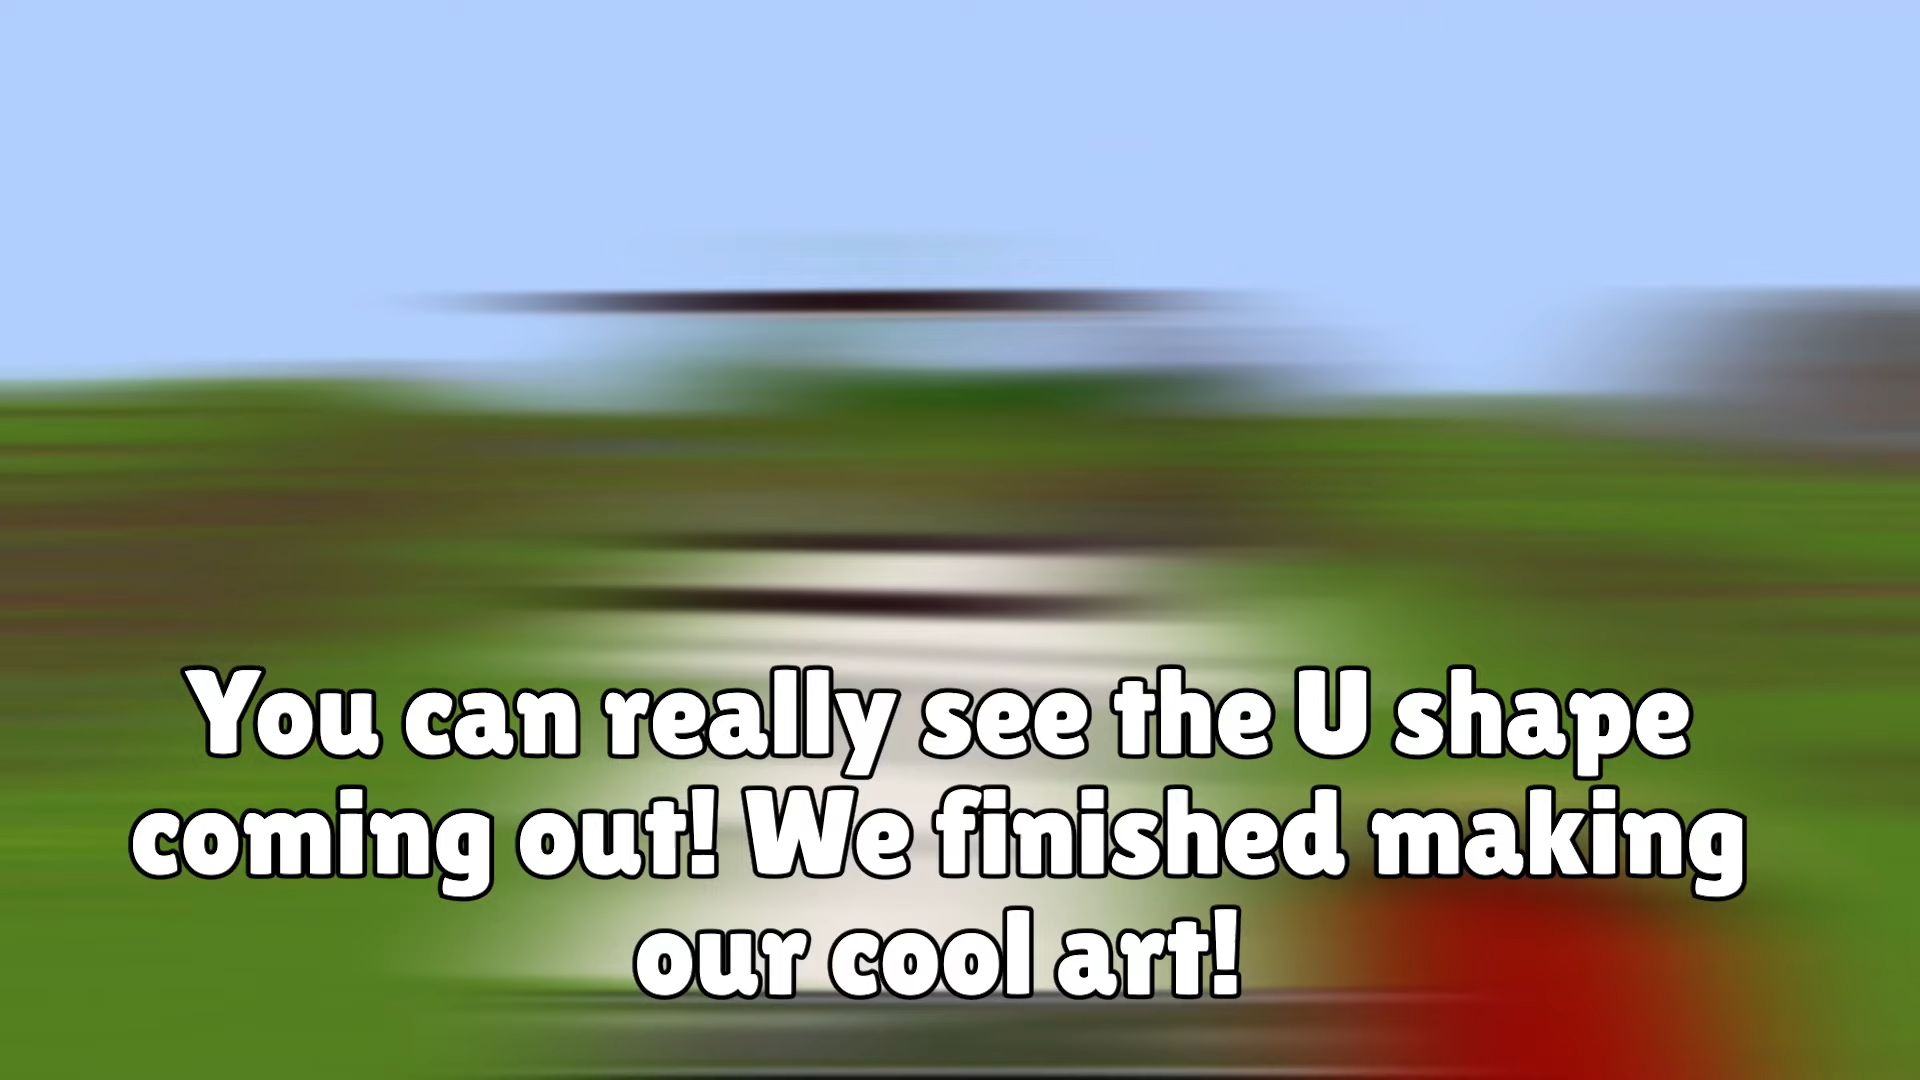 You can really see the U shape
coming out! We finished making
our cool art!